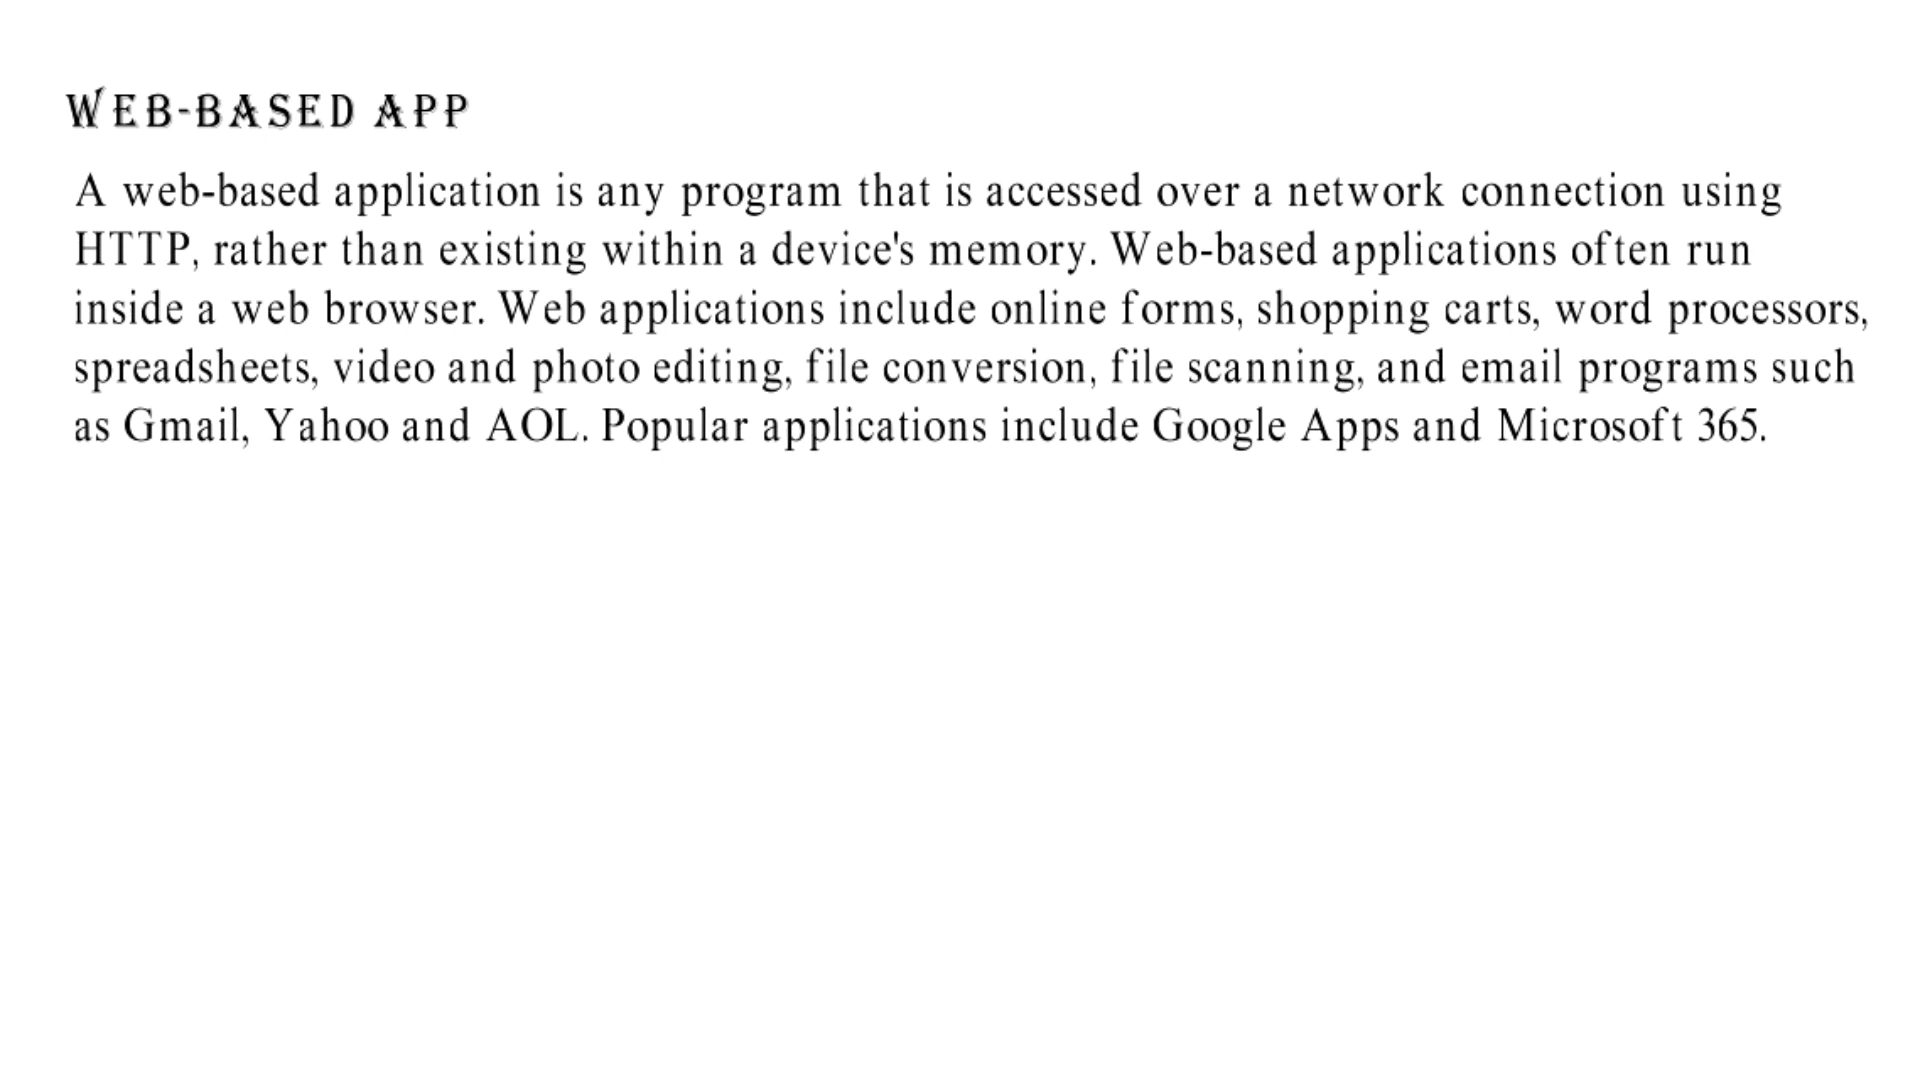 WEB-BASED APP
A web-based application is any program that is accessed over a network connection using
HTTP, rather than existing within a device's memory. Web-based applications often run
inside a web browser. Web applications include online forms, shopping carts, word processors,
spreadsheets, video and photo editing, file conversion, file scanning, and email programs such
as Gmail, Yahoo and AOL. Popular applications include Google Apps and Microsoft 365.